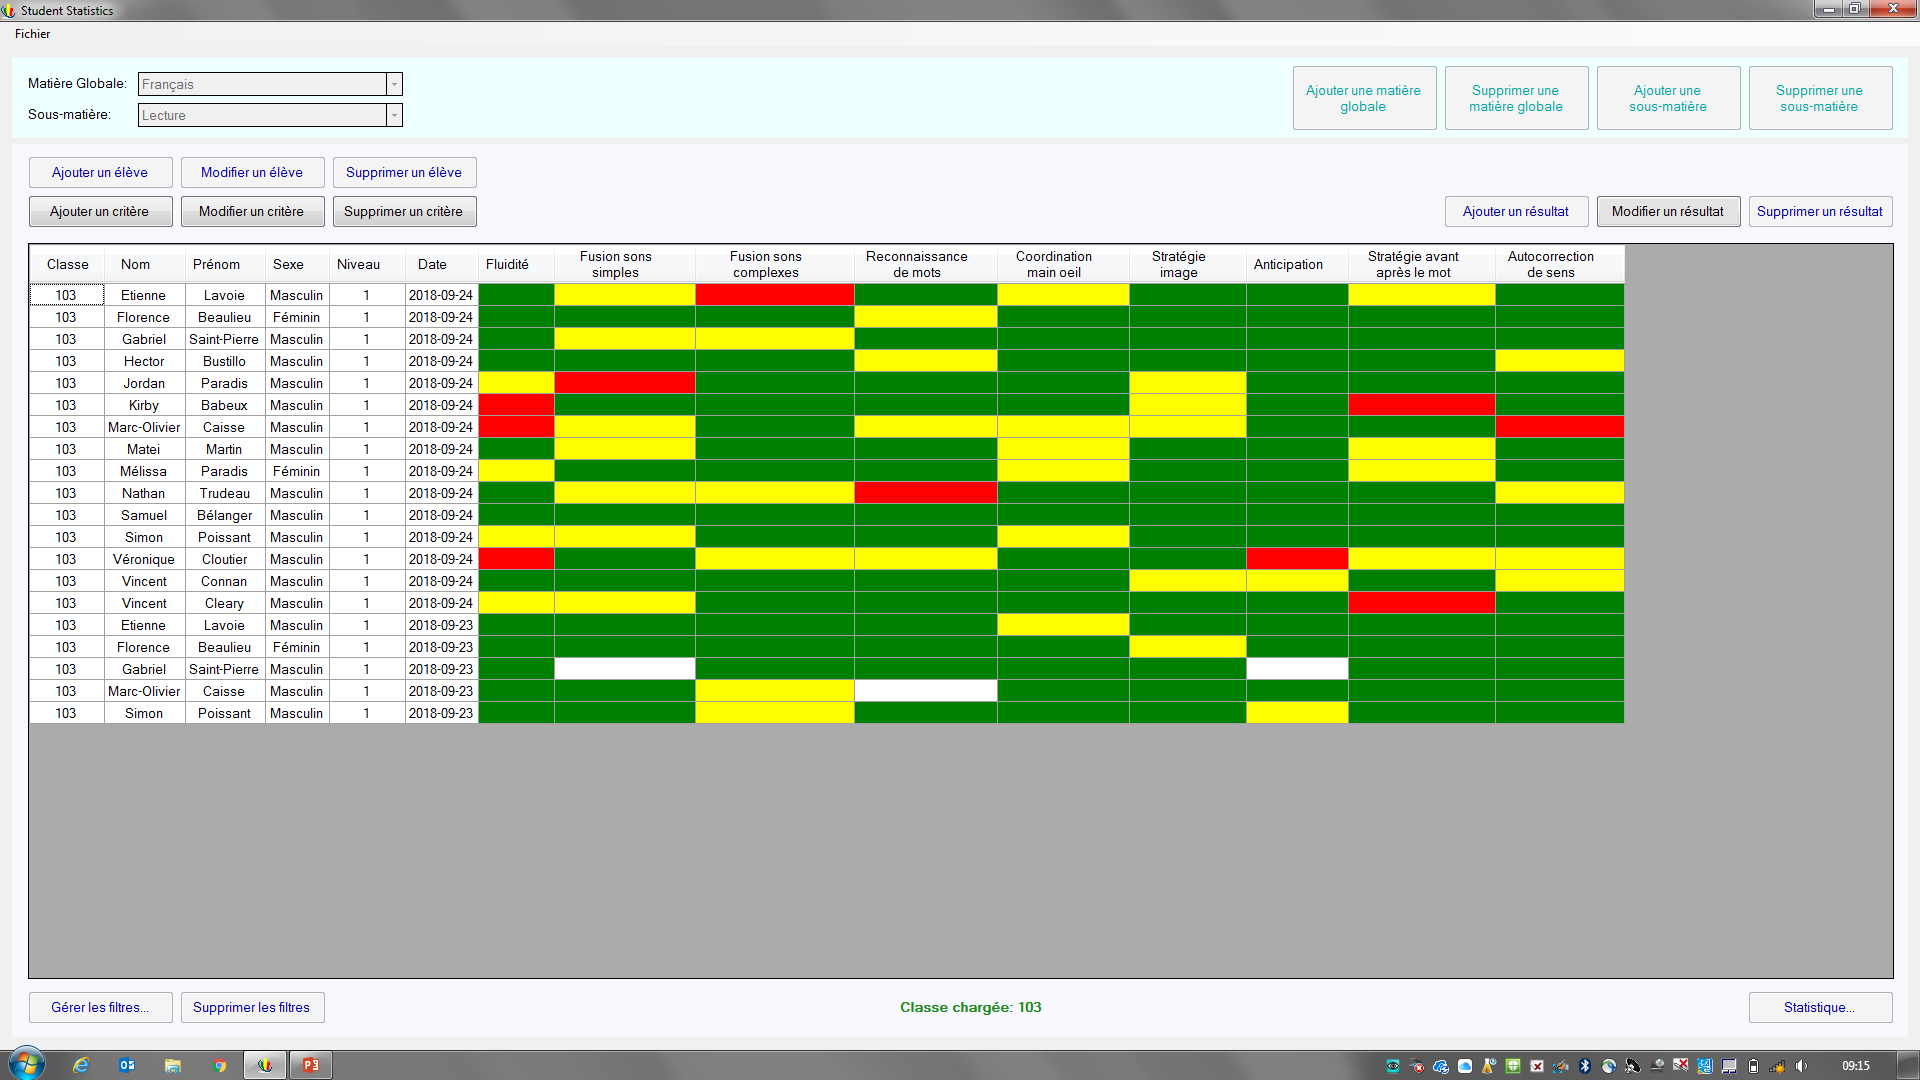 Student Statistics
Fichier
Matière Globale: Français
Sous-matière: Lecture
Ajouter une matière globale
Supprimer une matière globale
Ajouter une sous-matière
Supprimer une sous-matière
Ajouter un élève Modifier un élève Supprimer un élève
Ajouter un critère Modifier un critère Supprimer un critère
Ajouter un résultat Modifier un résultat Supprimer un résultat
Classe Nom Prénom Sexe Niveau Date Fluidité Fusion sons simples Fusion sons complexes Reconnaissance de mots Coordination main oeil Stratégie image Anticipation Stratégie avant après le mot Autocorrection de sens
103 Etienne Lavoie Masculin 1 2018-09-24
103 Florence Beaulieu Féminin 1 2018-09-24
103 Gabriel Saint-Pierre Masculin 1 2018-09-24
103 Hector Bustillo Masculin 1 2018-09-24
103 Jordan Paradis Masculin 1 2018-09-24
103 Kirby Babeux Masculin 1 2018-09-24
103 Marc-Olivier Caisse Masculin 1 2018-09-24
103 Matei Martin Masculin 1 2018-09-24
103 Mélissa Paradis Féminin 1 2018-09-24
103 Nathan Trudeau Masculin 1 2018-09-24
103 Samuel Bélanger Masculin 1 2018-09-24
103 Simon Poissant Masculin 1 2018-09-24
103 Véronique Cloutier Masculin 1 2018-09-24
103 Vincent Connan Masculin 1 2018-09-24
103 Vincent Cleary Masculin 1 2018-09-24
103 Etienne Lavoie Masculin 1 2018-09-23
103 Florence Beaulieu Féminin 1 2018-09-23
103 Gabriel Saint-Pierre Masculin 1 2018-09-23
103 Marc-Olivier Caisse Masculin 1 2018-09-23
103 Simon Poissant Masculin 1 2018-09-23
Gérer les filtres... Supprimer les filtres Classe chargée: 103 Statistique...
09:15